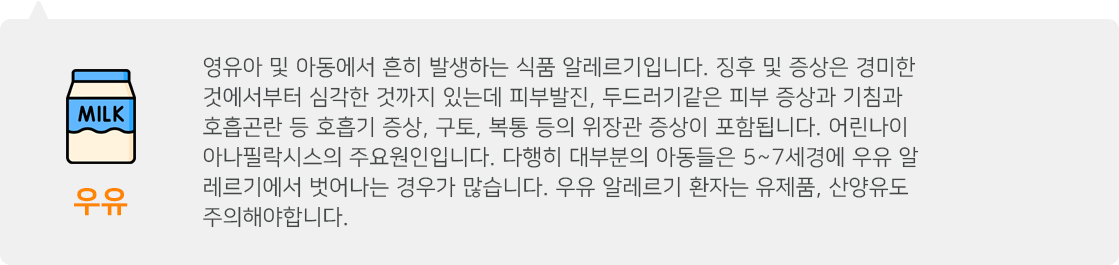 MILK
우유
영유아 및 아동에서 흔히 발생하는 식품 알레르기입니다. 징후 및 증상은 경미한
것에서부터 심각한 것까지 있는데 피부발진, 두드러기같은 피부 증상과 기침과
호흡곤란 등 호흡기 증상, 구토, 복통 등의 위장관 증상이 포함됩니다. 어린나이
아나필락시스의 주요원인입니다. 다행히 대부분의 아동들은 5~7세경에 우유 알
레르기에서 벗어나는 경우가 많습니다. 우유 알레르기 환자는 유제품, 산양유도
주의해야합니다.